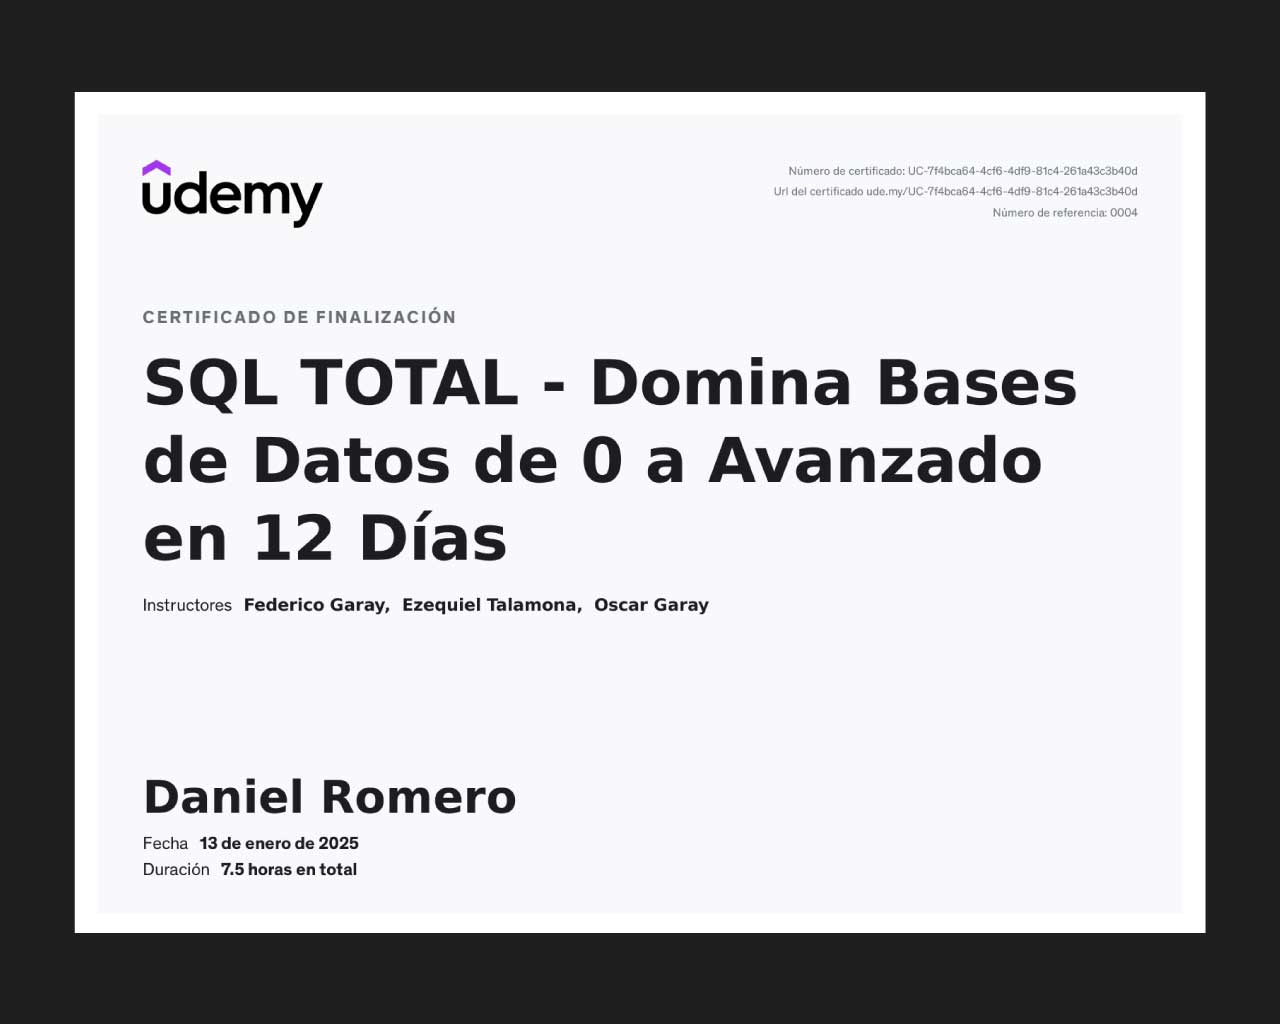 udemy
Número de certificado: UC-7f4bca64-4cf6-4df9-81c4-261a43c3b40d
Url del certificado ude.my/UC-7f4bca64-4cf6-4df9-81c4-261a43c3b40d
Número de referencia: 0004
CERTIFICADO DE FINALIZACIÓN
SQL TOTAL - Domina Bases
de Datos de 0 a Avanzado
en 12 Días
Instructores Federico Garay, Ezequiel Talamona, Oscar Garay
Daniel Romero
Fecha 13 de enero de 2025
Duración 7.5 horas en total